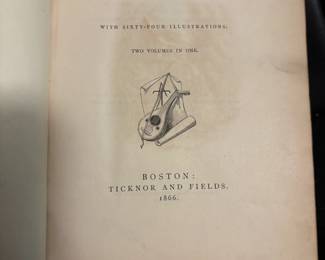 WITH SIXTY-FOUR ILLUSTRATIONS.
TWO VOLUMES IN ONE.
BOSTON:
TICKNOR AND FIELDS.
1866.